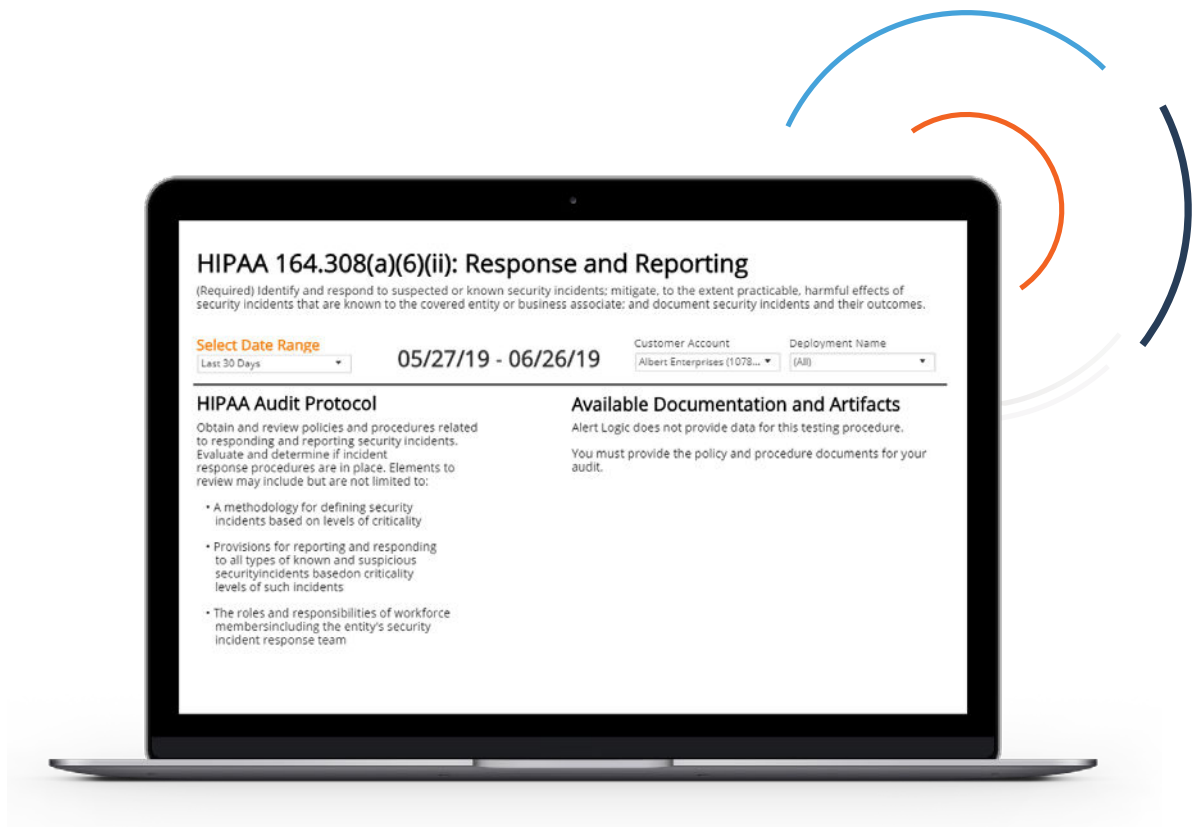 HIPAA 164.308(a)(6)(ii): Response and Reporting
(Required) Identify and respond to suspected or known security incidents; mitigate, to the extent practicable, harmful effects of
security incidents that are known to the covered entity or business associate; and document security incidents and their outcomes.
Select Date Range
Last 30 Days
05/27/19 - 06/26/19
Customer Account
Albert Enterprises (1078...
Deployment Name
(All)
HIPAA Audit Protocol
Obtain and review policies and procedures related
to responding and reporting security incidents.
Evaluate and determine if incident
response procedures are in place. Elements to
review may include but are not limited to:
• A methodology for defining security
incidents based on levels of criticality
• Provisions for reporting and responding
to all types of known and suspicious
securityincidents basedon criticality
levels of such incidents
• The roles and responsibilities of workforce
membersincluding the entity's security
incident response team
Available Documentation and Artifacts
Alert Logic does not provide data for this testing procedure.
You must provide the policy and procedure documents for your
audit.